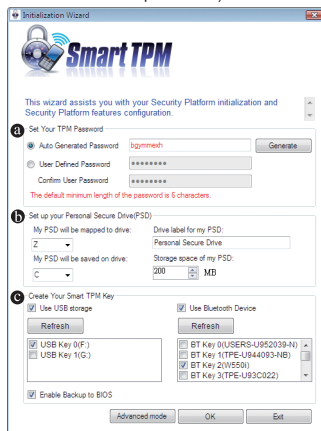 Initialization Wizard
Smart TPM
This wizard assists you with your Security Platform initialization and
Security Platform features configuration.
a Set Your TPM Password
Auto Generated Password bgymmexh Generate
User Defined Password ●●●●●●●●
Confirm User Password ●●●●●●●●
The default minimum length of the password is 6 characters.
b Set up your Personal Secure Drive(PSD)
My PSD will be mapped to drive: Drive label for my PSD:
Z Personal Secure Drive
My PSD will be saved on drive: Storage space of my PSD:
C 200 MB
c Create Your Smart TPM Key
Use USB storage Use Bluetooth Device
Refresh Refresh
USB Key 0(F:) BT Key 0(USERS-U952039-N)
USB Key 1(G:) BT Key 1(TPE-U944093-NB)
BT Key 2(W550i)
BT Key 3(TPE-U93C022)
Enable Backup to BIOS
Advanced mode OK Exit